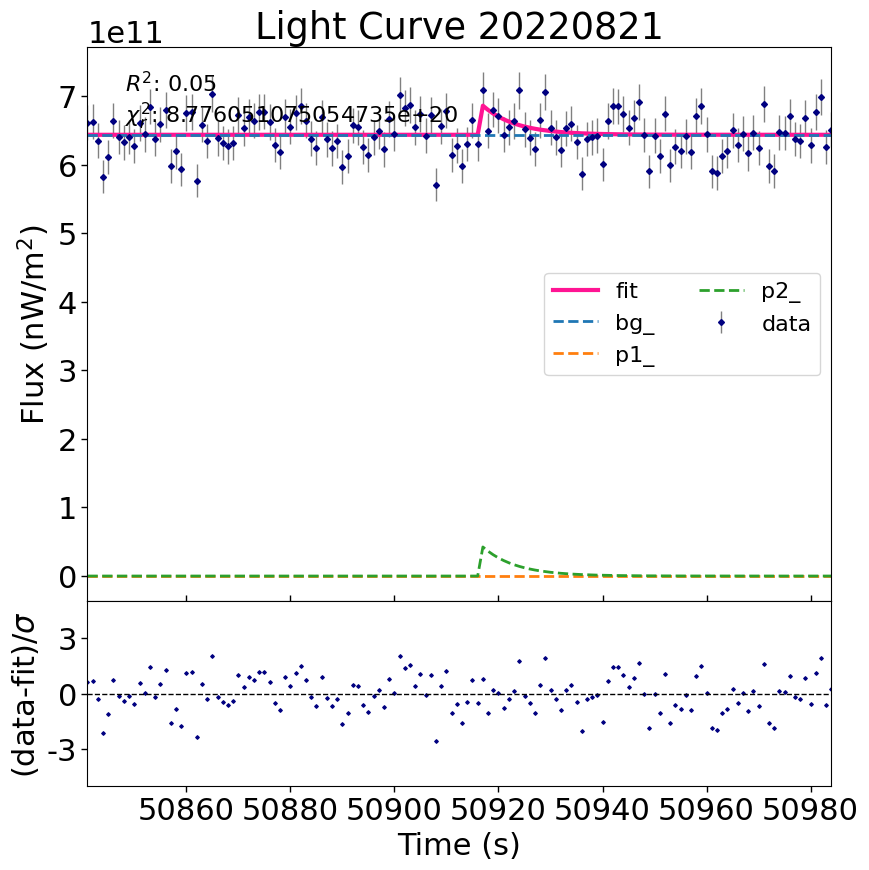 Light Curve 20220821
1e11
R²: 0.05
χ²: 8.776051075054735e+20
7
6
5
4
3
2
1
0
Flux (nW/m²)
fit
bg_
p1_
p2_
data
3
0
-3
(data-fit)/σ
50860 50880 50900 50920 50940 50960 50980
Time (s)